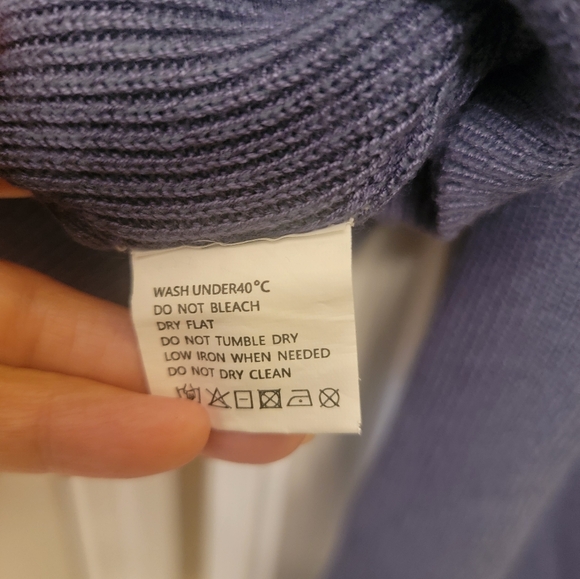 WASH UNDER40°C
DO NOT BLEACH
DRY FLAT
DO NOT TUMBLE DRY
LOW IRON WHEN NEEDED
DO NOT DRY CLEAN